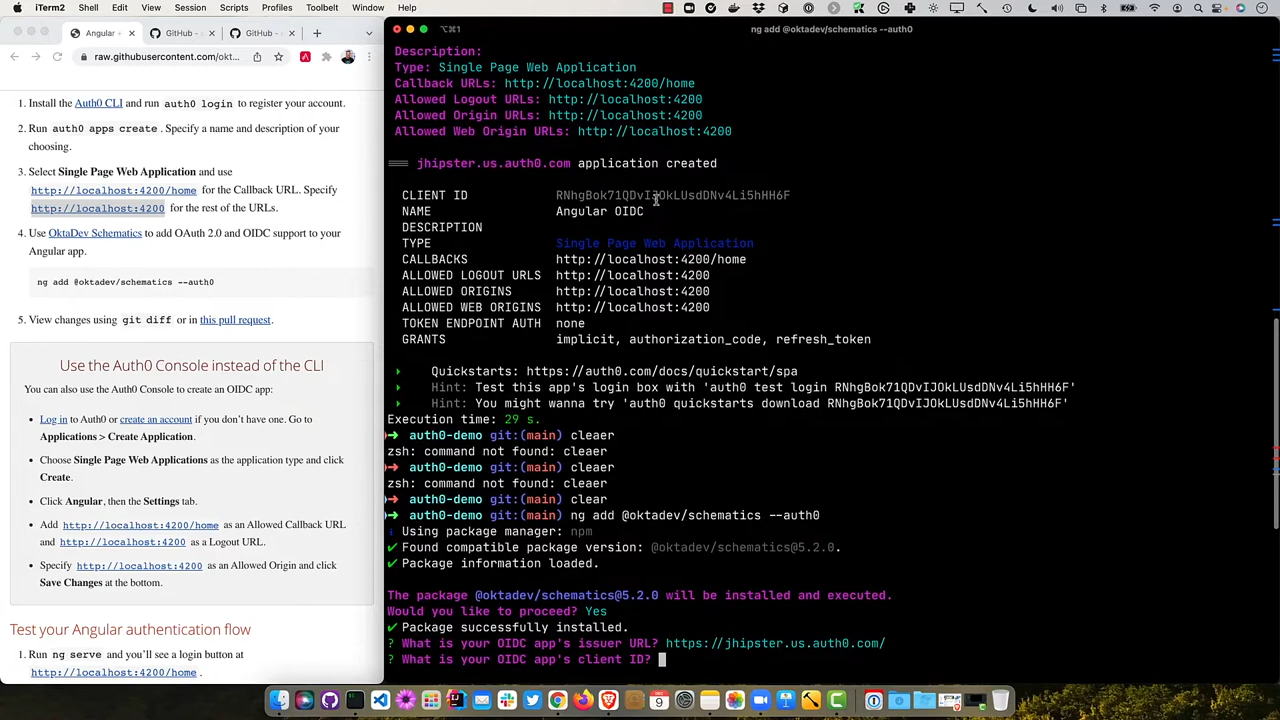 iTerm2 Shell Edit View Session Scripts Profiles Toolbelt Window Help
Angular
GitHub -
GitHub -
raw.githubusercontent.com/okt...
1. Install the Auth0 CLI and run auth0 login to register your account.
2. Run auth0 apps create . Specify a name and description of your
choosing.
3. Select Single Page Web Application and use
http://localhost:4200/home for the Callback URL. Specify
http://localhost:4200 for the rest of the URLs.
4. Use OktaDev Schematics to add OAuth 2.0 and OIDC support to your
Angular app.
ng add @oktadev/schematics --auth0
5. View changes using git diff or in this pull request.
Use the Auth0 Console instead of the CLI
You can also use the Auth0 Console to create an OIDC app:
• Log in to Auth0 or create an account if you don't have one. Go to
Applications > Create Application.
• Choose Single Page Web Applications as the application type and click
Create.
• Click Angular, then the Settings tab.
• Add http://localhost:4200/home as an Allowed Callback URL
and http://localhost:4200 as a Logout URL.
• Specify http://localhost:4200 as an Allowed Origin and click
Save Changes at the bottom.
Test your Angular authentication flow
1. Run ng serve and you'll see a login button at
http://localhost:4200/home .
⌥⌘1
ng add @oktadev/schematics --auth0
Description:
Type: Single Page Web Application
Callback URLs: http://localhost:4200/home
Allowed Logout URLs: http://localhost:4200
Allowed Origin URLs: http://localhost:4200
Allowed Web Origin URLs: http://localhost:4200
=== jhipster.us.auth0.com application created
CLIENT ID RNhgBok71QDvIJOkLUsdDNv4Li5hHH6F
NAME Angular OIDC
DESCRIPTION
TYPE Single Page Web Application
CALLBACKS http://localhost:4200/home
ALLOWED LOGOUT URLS http://localhost:4200
ALLOWED ORIGINS http://localhost:4200
ALLOWED WEB ORIGINS http://localhost:4200
TOKEN ENDPOINT AUTH none
GRANTS implicit, authorization_code, refresh_token
▸ Quickstarts: https://auth0.com/docs/quickstart/spa
▸ Hint: Test this app's login box with 'auth0 test login RNhgBok71QDvIJOkLUsdDNv4Li5hHH6F'
▸ Hint: You might wanna try 'auth0 quickstarts download RNhgBok71QDvIJOkLUsdDNv4Li5hHH6F'
Execution time: 29 s.
➜ auth0-demo git:(main) cleaer
zsh: command not found: cleaer
➜ auth0-demo git:(main) cleaer
zsh: command not found: cleaer
➜ auth0-demo git:(main) clear
➜ auth0-demo git:(main) ng add @oktadev/schematics --auth0
Using package manager: npm
✔ Found compatible package version: @oktadev/schematics@5.2.0.
✔ Package information loaded.
The package @oktadev/schematics@5.2.0 will be installed and executed.
Would you like to proceed? Yes
✔ Package successfully installed.
? What is your OIDC app's issuer URL? https://jhipster.us.auth0.com/
? What is your OIDC app's client ID?